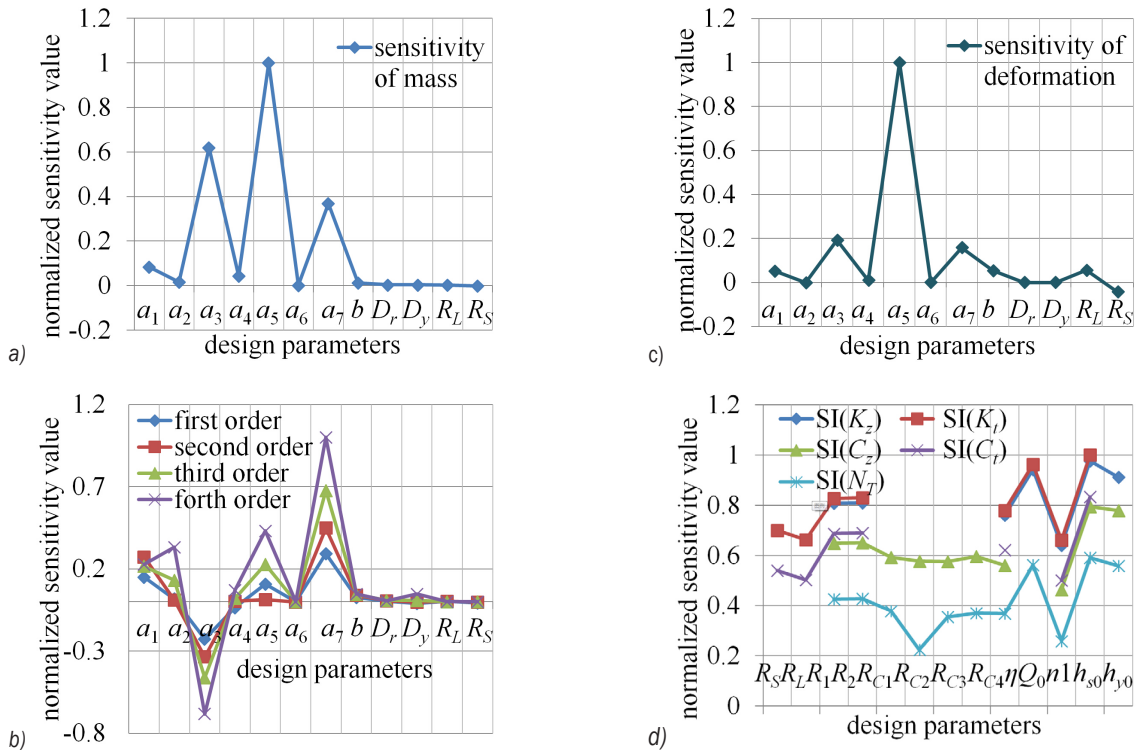 1.2
1
0.8
0.6
0.4
0.2
0
-0.2
normalized sensitivity value
sensitivity
of mass
a1 a2 a3 a4 a5 a6 a7 b Dr Dy RL RS
design parameters
a)
1.2
1
0.8
0.6
0.4
0.2
0
-0.2
normalized sensitivity value
sensitivity of
deformation
a1 a2 a3 a4 a5 a6 a7 b Dr Dy RL RS
design parameters
c)
1.2
0.7
0.2
-0.3
-0.8
normalized sensitivity value
first order
second order
third order
forth order
a1 a2 a3 a4 a5 a6 a7 b Dr Dy RL RS
design parameters
b)
1.2
1
0.8
0.6
0.4
0.2
0
normalized sensitivity value
SI(Kz) SI(Kt)
SI(Cz) SI(Ct)
SI(NT)
RS RL R1 R2 RC1 RC2 RC3 RC4 η Q0 n1 hs0 hy0
design parameters
d)